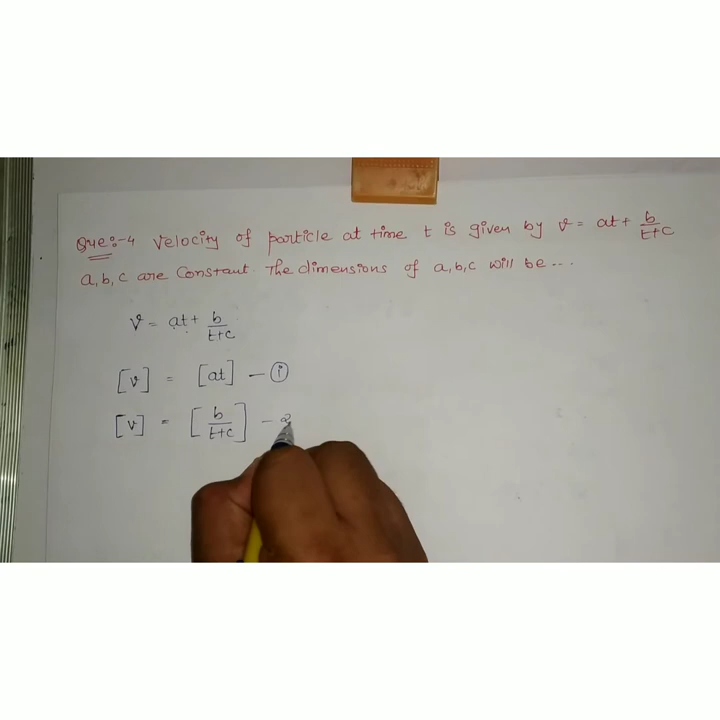 Que:-4 Velocity of particle at time t is given by v = at + b/t+c
a, b, c are Constant. The dimensions of a, b, c will be ...
v = at + b/t+c
[v] = [at] - (i)
[v] = [b/t+c] - 2